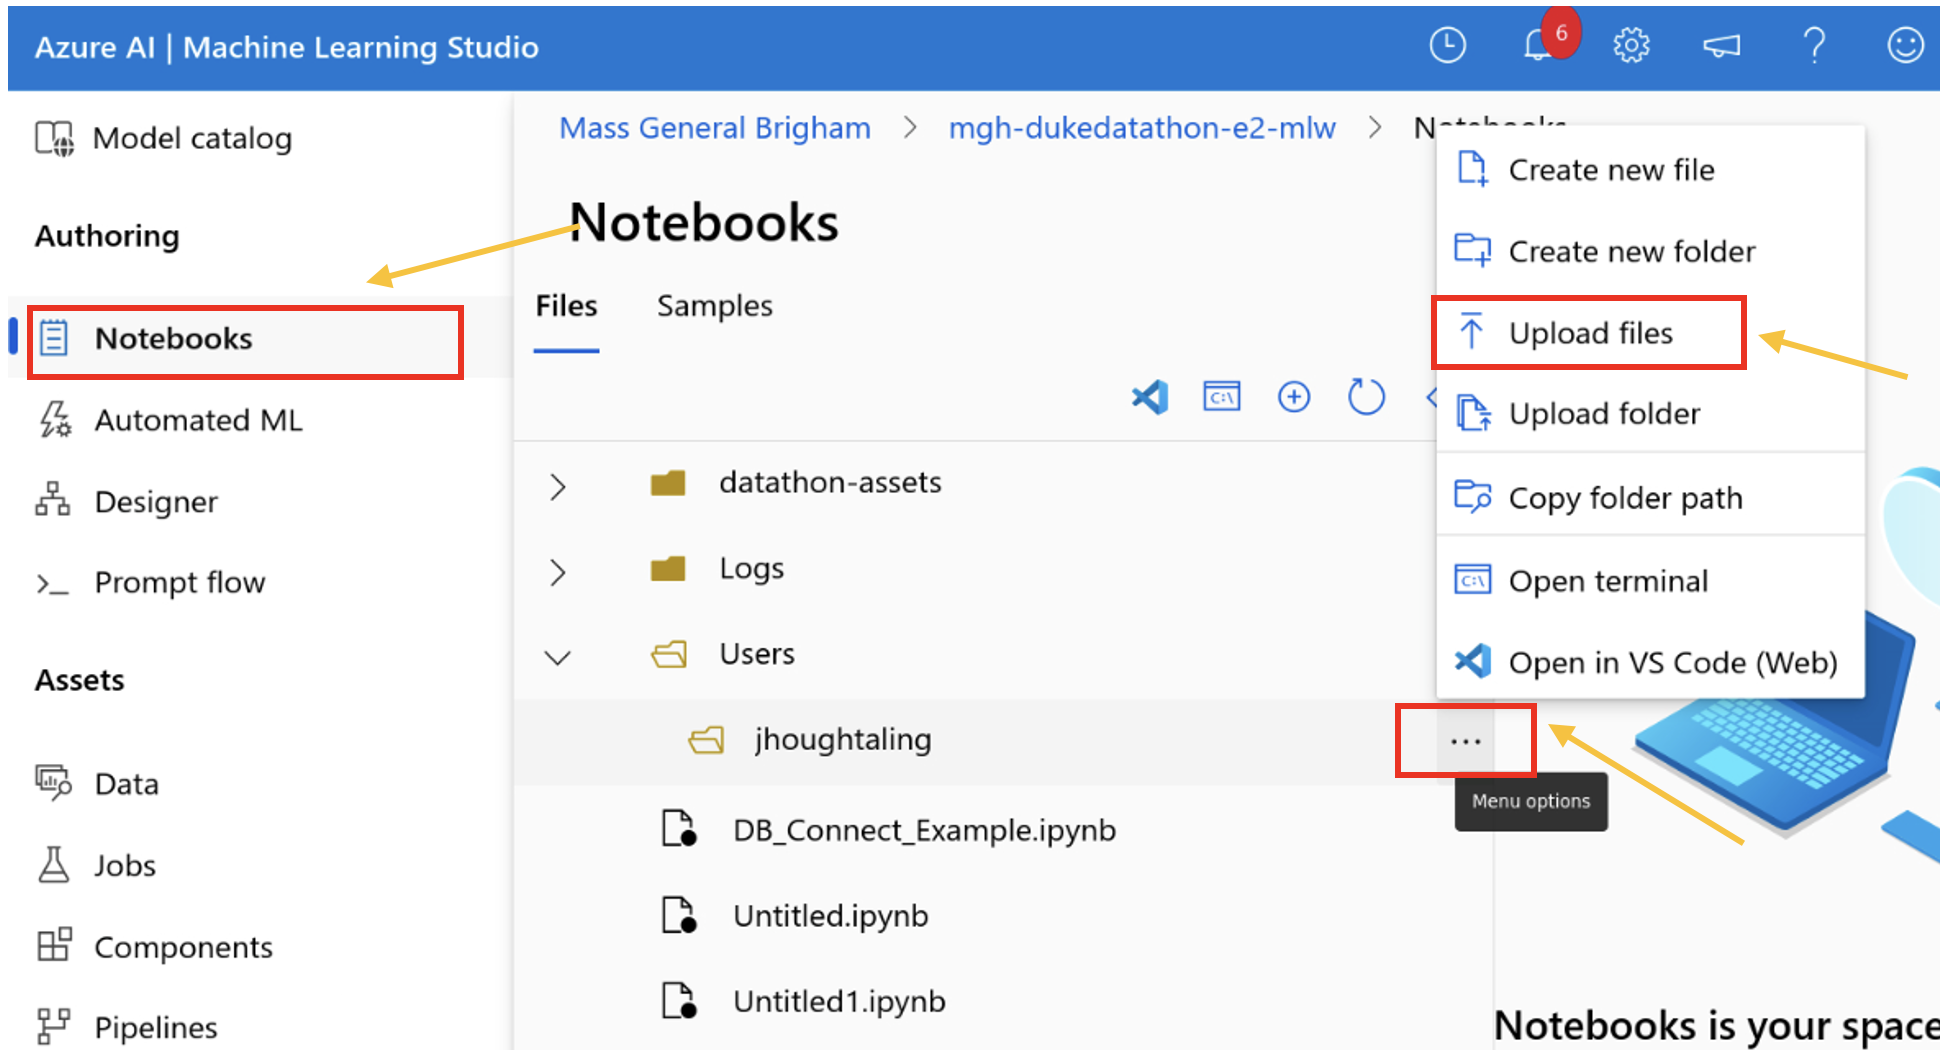 Azure AI | Machine Learning Studio
6
Model catalog
Authoring
Notebooks
Automated ML
Designer
Prompt flow
Assets
Data
Jobs
Components
Pipelines
Mass General Brigham > mgh-dukedatathon-e2-mlw > Notebooks
Notebooks
Files Samples
datathon-assets
Logs
Users
jhoughtaling
DB_Connect_Example.ipynb
Untitled.ipynb
Untitled1.ipynb
Create new file
Create new folder
Upload files
Upload folder
Copy folder path
Open terminal
Open in VS Code (Web)
...
Menu options
Notebooks is your space